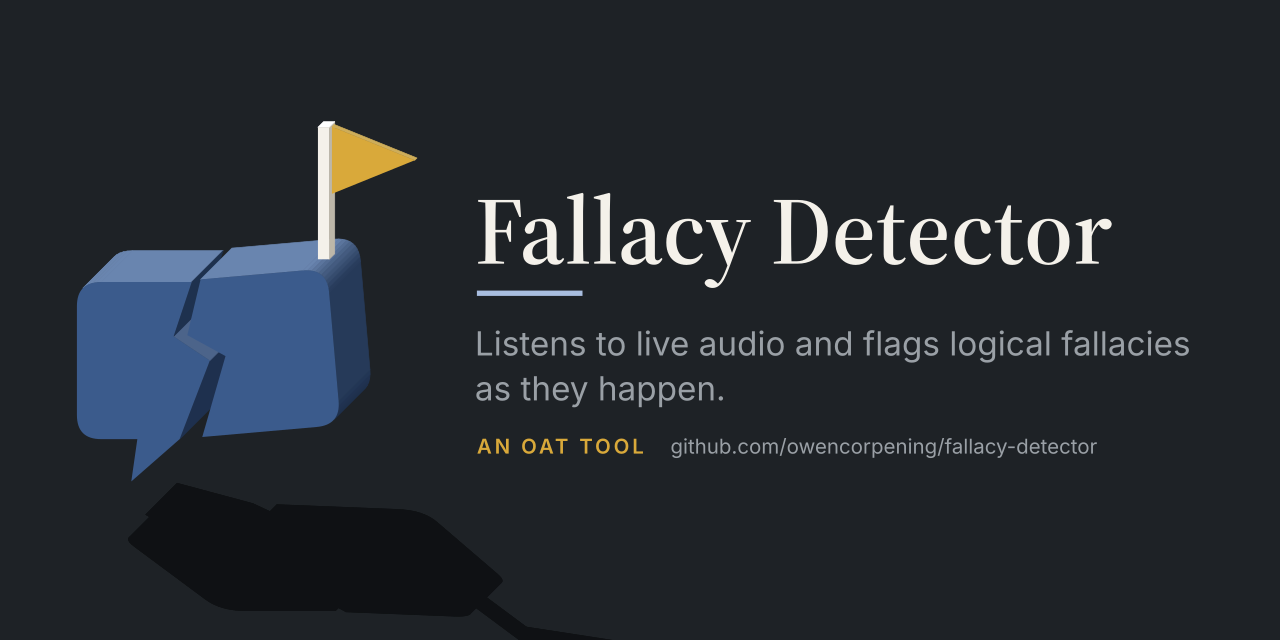 Fallacy Detector
Listens to live audio and flags logical fallacies
as they happen.
AN OAT TOOL github.com/owencorpening/fallacy-detector